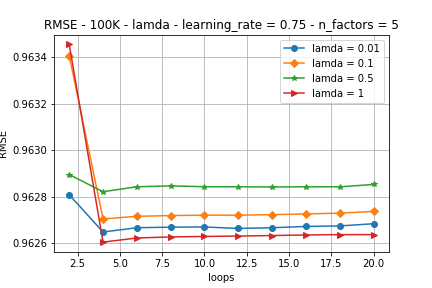 RMSE - 100K - lamda - learning_rate = 0.75 - n_factors = 5
lamda = 0.01
lamda = 0.1
lamda = 0.5
lamda = 1
0.9634
0.9632
0.9630
0.9628
0.9626
RMSE
2.5 5.0 7.5 10.0 12.5 15.0 17.5 20.0
loops